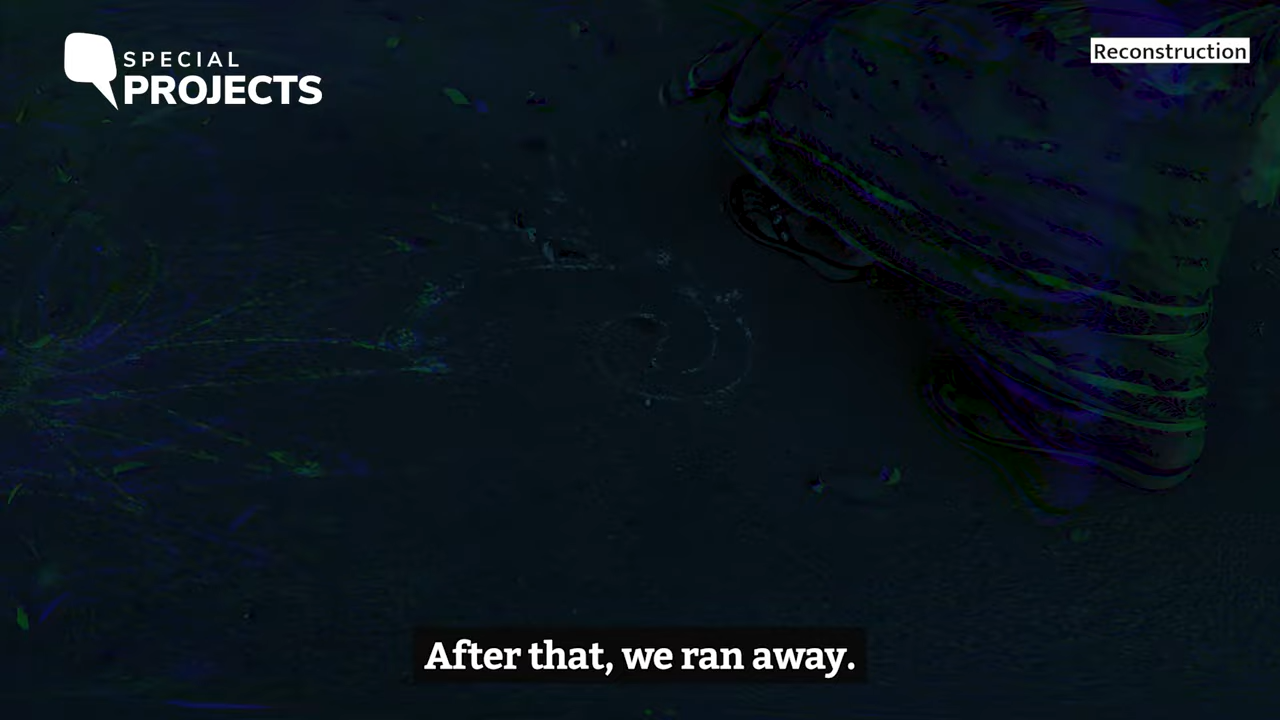 SPECIAL
PROJECTS
Reconstruction
After that, we ran away.